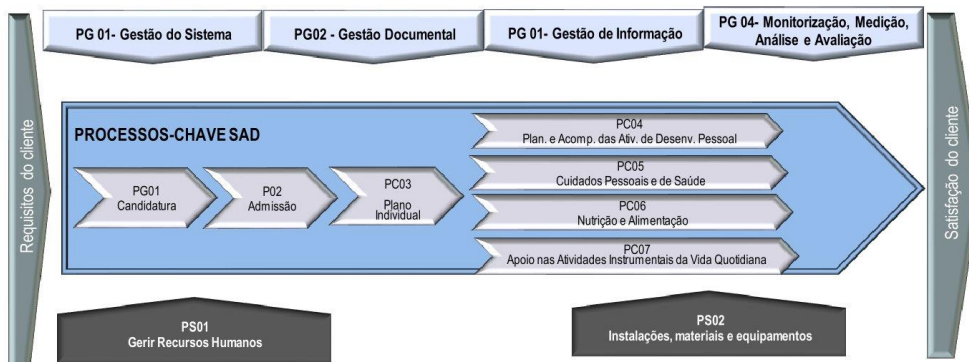 PG 01- Gestão do Sistema
PG02 - Gestão Documental
PG 01- Gestão de Informação
PG 04- Monitorização, Medição,
Análise e Avaliação
Requisitos do cliente
PROCESSOS-CHAVE SAD
PG01
Candidatura
P02
Admissão
PC03
Plano
Individual
PC04
Plan. e Acomp. das Ativ. de Desenv. Pessoal
PC05
Cuidados Pessoais e de Saúde
PC06
Nutrição e Alimentação
PC07
Apoio nas Atividades Instrumentais da Vida Quotidiana
Satisfação do cliente
PS01
Gerir Recursos Humanos
PS02
Instalações, materiais e equipamentos